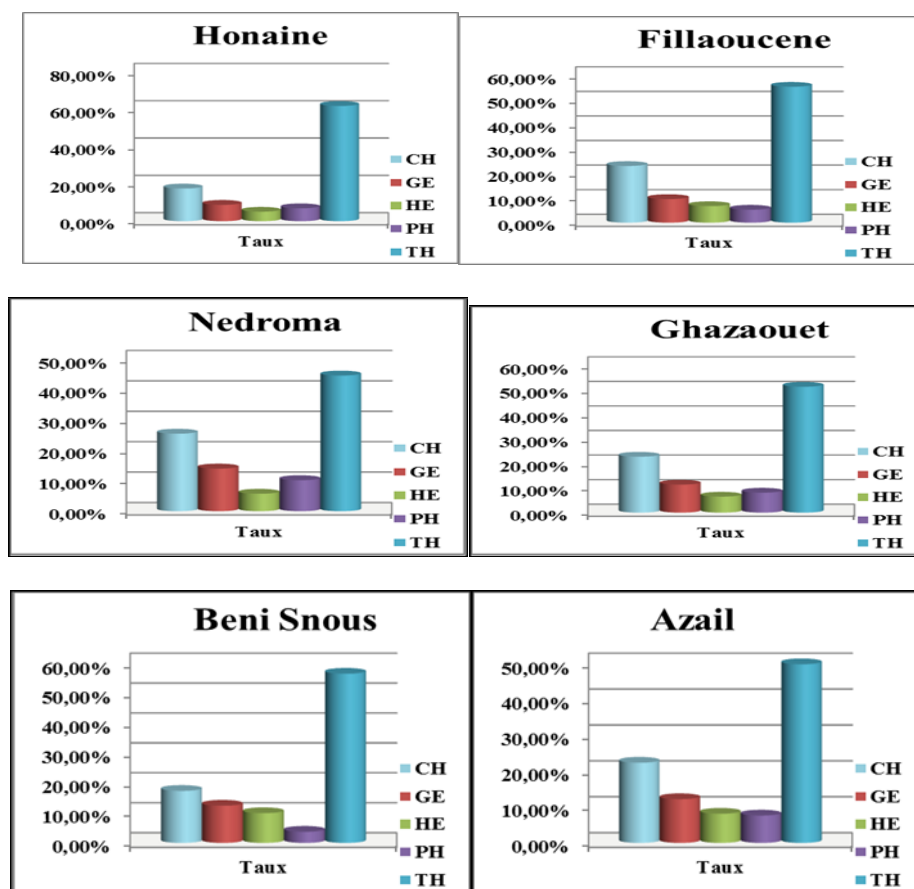 Honaine
80,00%
60,00%
40,00%
20,00%
0,00%
Taux
CH
GE
HE
PH
TH
Fillaoucene
60,00%
50,00%
40,00%
30,00%
20,00%
10,00%
0,00%
Taux
CH
GE
HE
PH
TH
Nedroma
50,00%
40,00%
30,00%
20,00%
10,00%
0,00%
Taux
CH
GE
HE
PH
TH
Ghazaouet
60,00%
50,00%
40,00%
30,00%
20,00%
10,00%
0,00%
Taux
CH
GE
HE
PH
TH
Beni Snous
60,00%
50,00%
40,00%
30,00%
20,00%
10,00%
0,00%
Taux
CH
GE
HE
PH
TH
Azail
50,00%
40,00%
30,00%
20,00%
10,00%
0,00%
Taux
CH
GE
HE
PH
TH